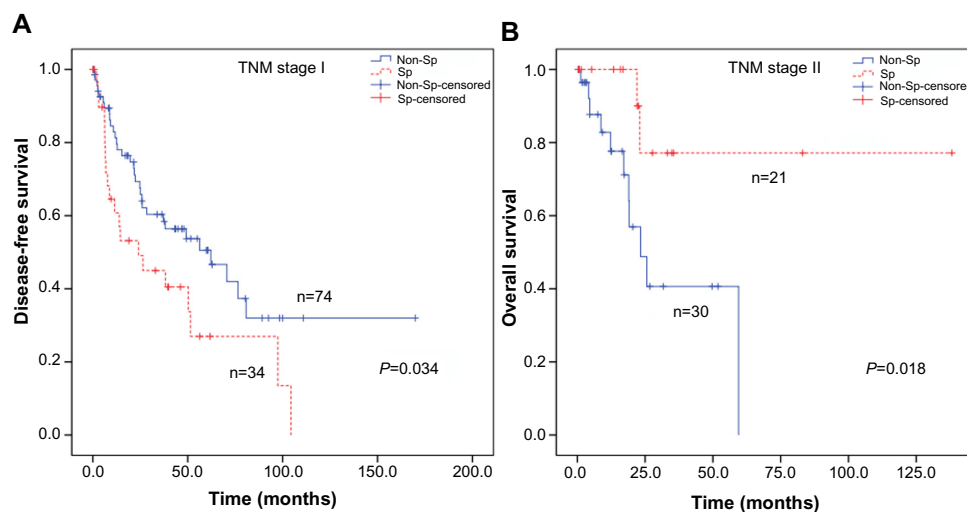 A
TNM stage I
Non-Sp
Sp
Non-Sp-censored
Sp-censored
Disease-free survival
1.0
0.8
0.6
0.4
0.2
0.0
n=74
n=34
P=0.034
0.0 50.0 100.0 150.0 200.0
Time (months)
B
TNM stage II
Non-Sp
Sp
Non-Sp-censored
Sp-censored
Overall survival
1.0
0.8
0.6
0.4
0.2
0.0
n=21
n=30
P=0.018
0.0 25.0 50.0 75.0 100.0 125.0
Time (months)